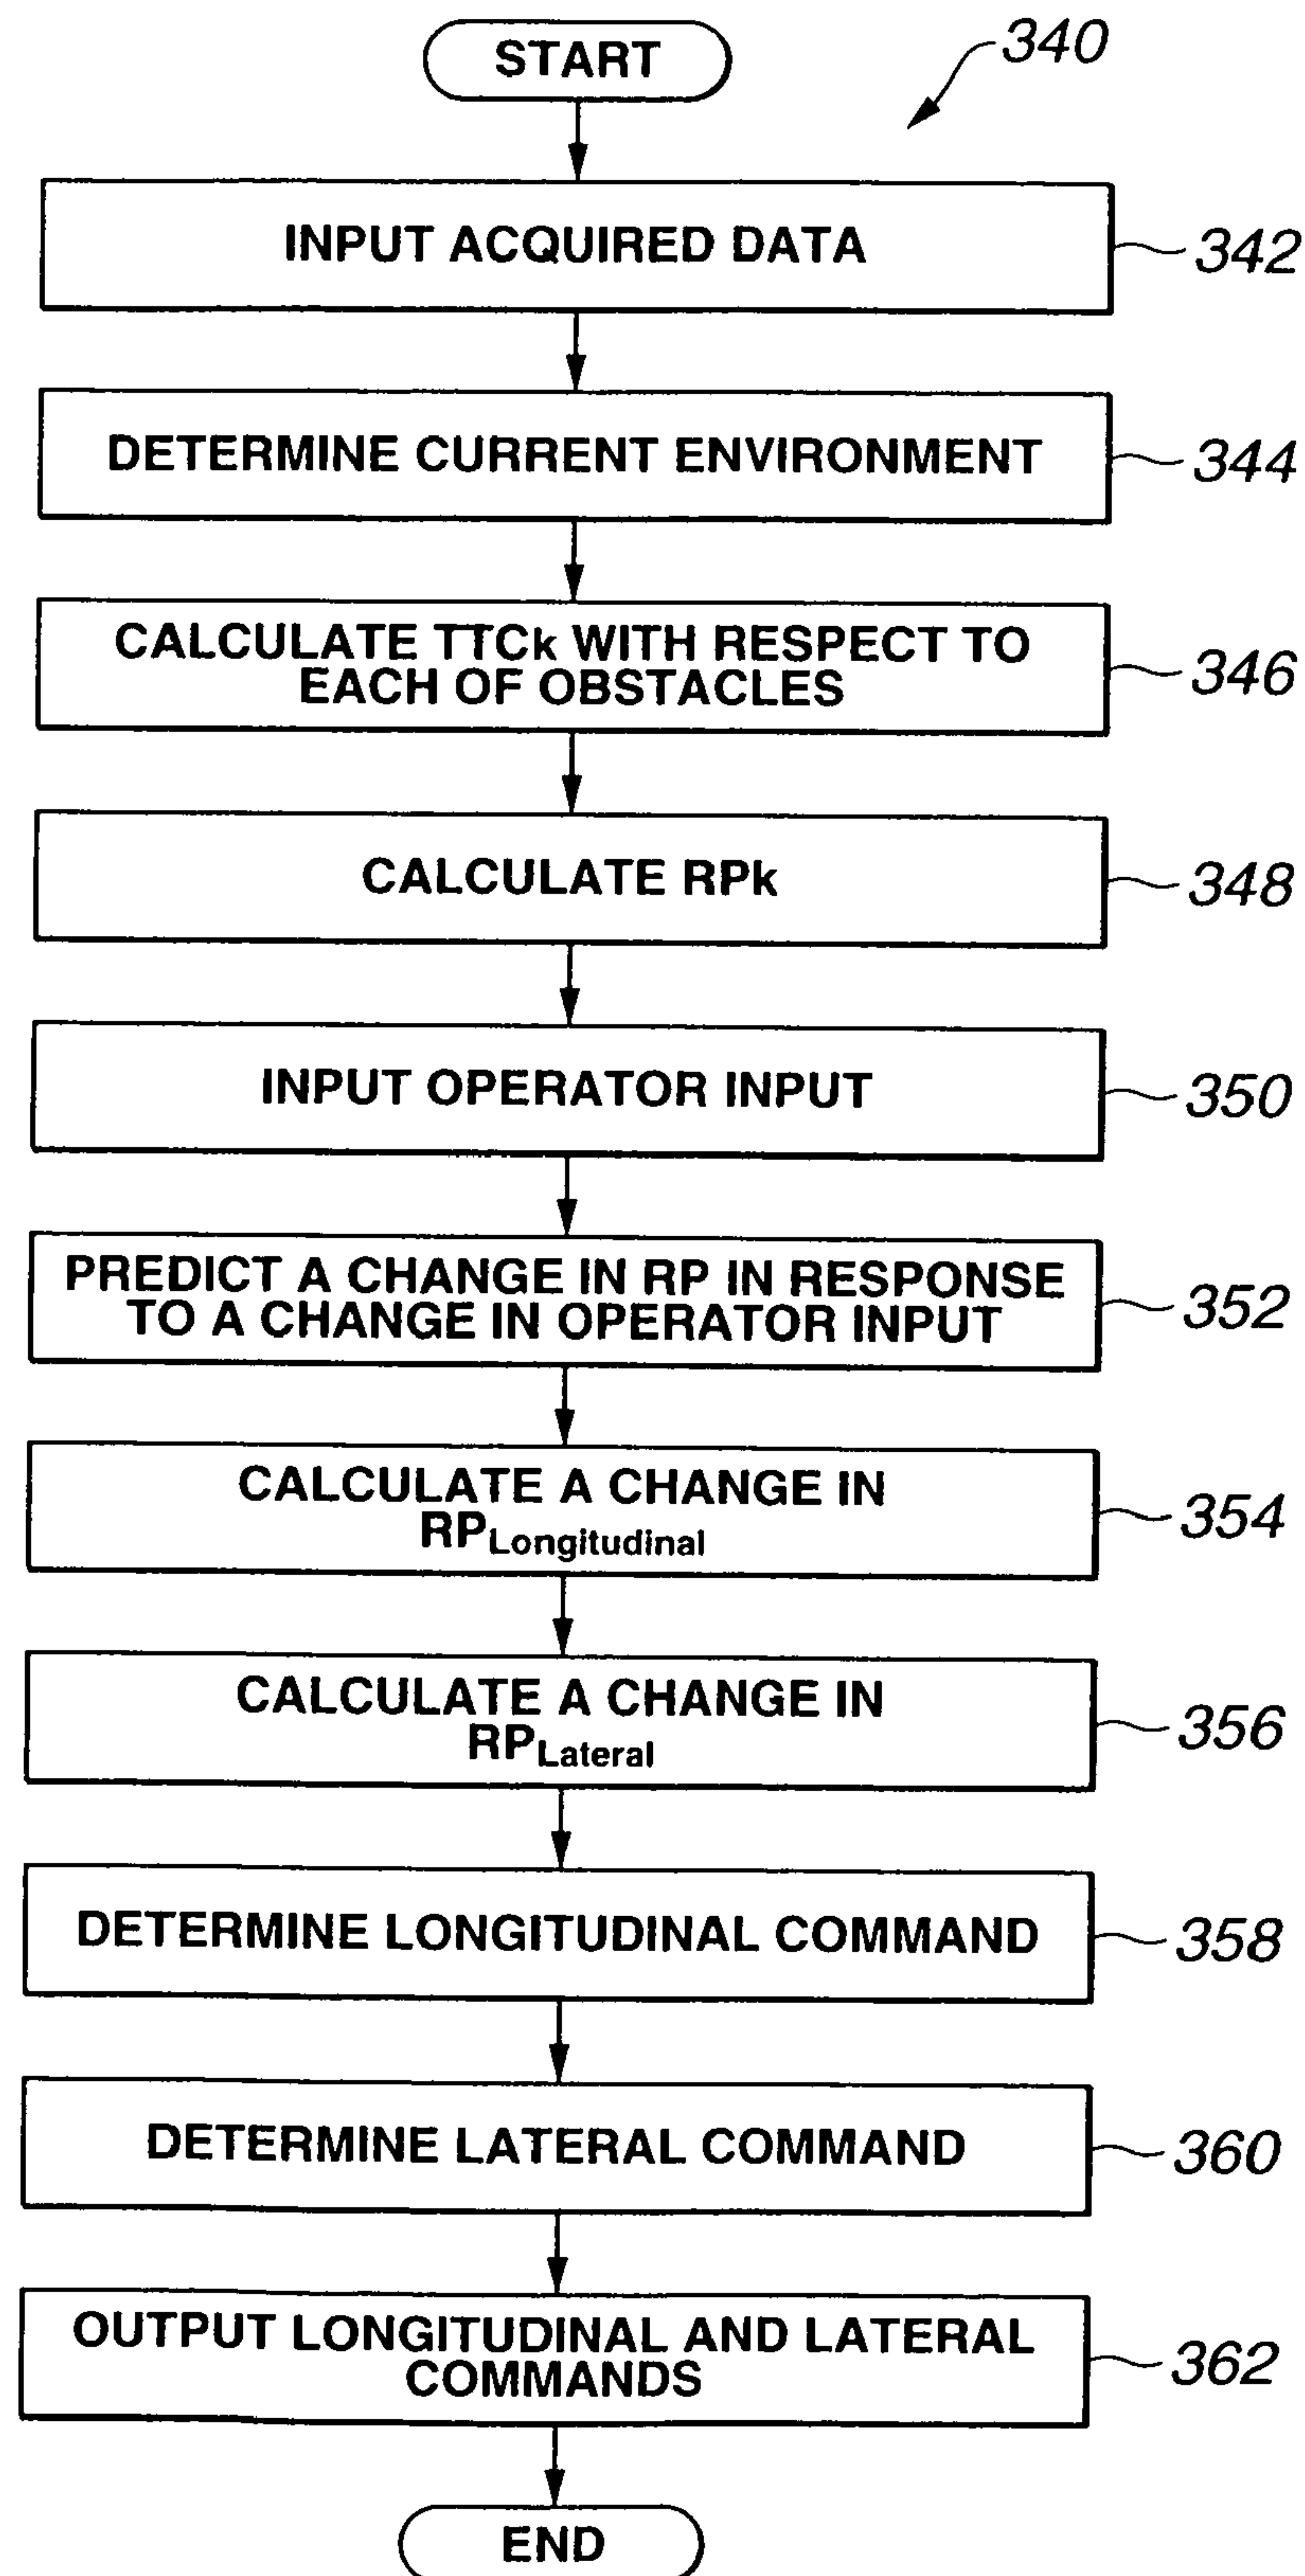 START
340
INPUT ACQUIRED DATA
342
DETERMINE CURRENT ENVIRONMENT
344
CALCULATE TTCk WITH RESPECT TO
EACH OF OBSTACLES
346
CALCULATE RPk
348
INPUT OPERATOR INPUT
350
PREDICT A CHANGE IN RP IN RESPONSE
TO A CHANGE IN OPERATOR INPUT
352
CALCULATE A CHANGE IN
RPLongitudinal
354
CALCULATE A CHANGE IN
RPLateral
356
DETERMINE LONGITUDINAL COMMAND
358
DETERMINE LATERAL COMMAND
360
OUTPUT LONGITUDINAL AND LATERAL
COMMANDS
362
END